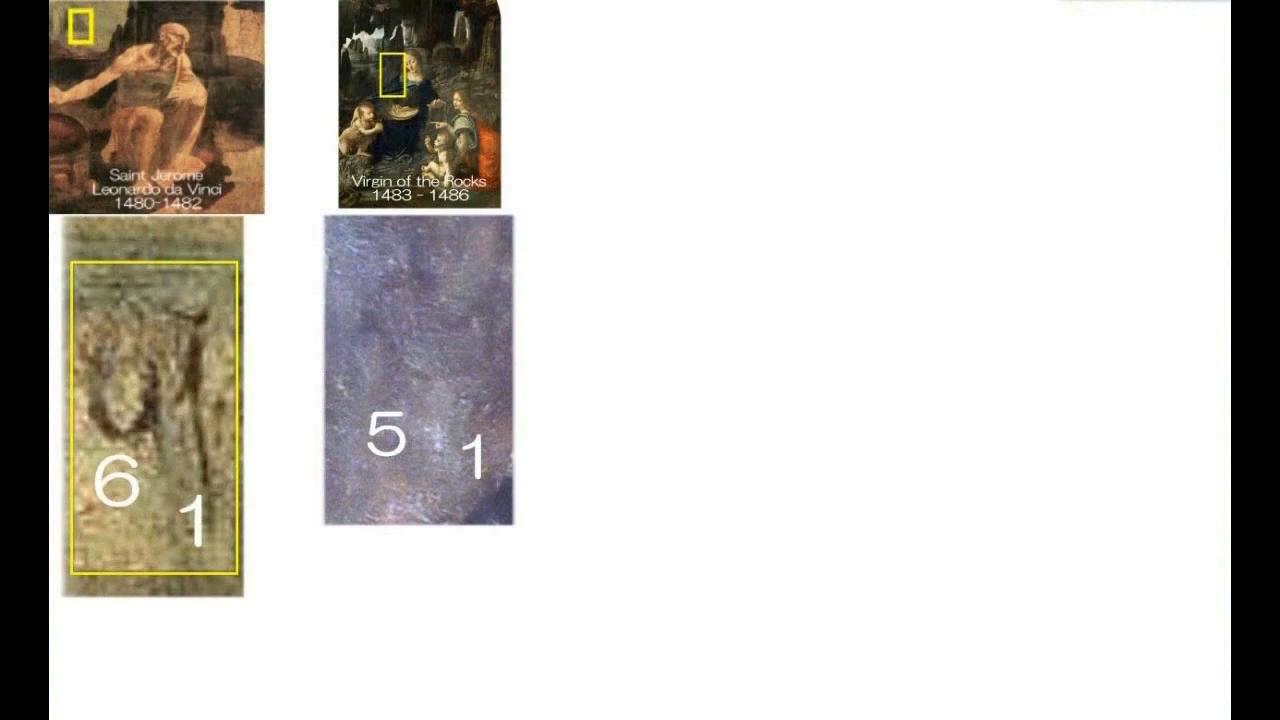 Saint Jerome
Leonardo da Vinci
1480-1482
Virgin of the Rocks
1483 - 1486
6
1
5
1